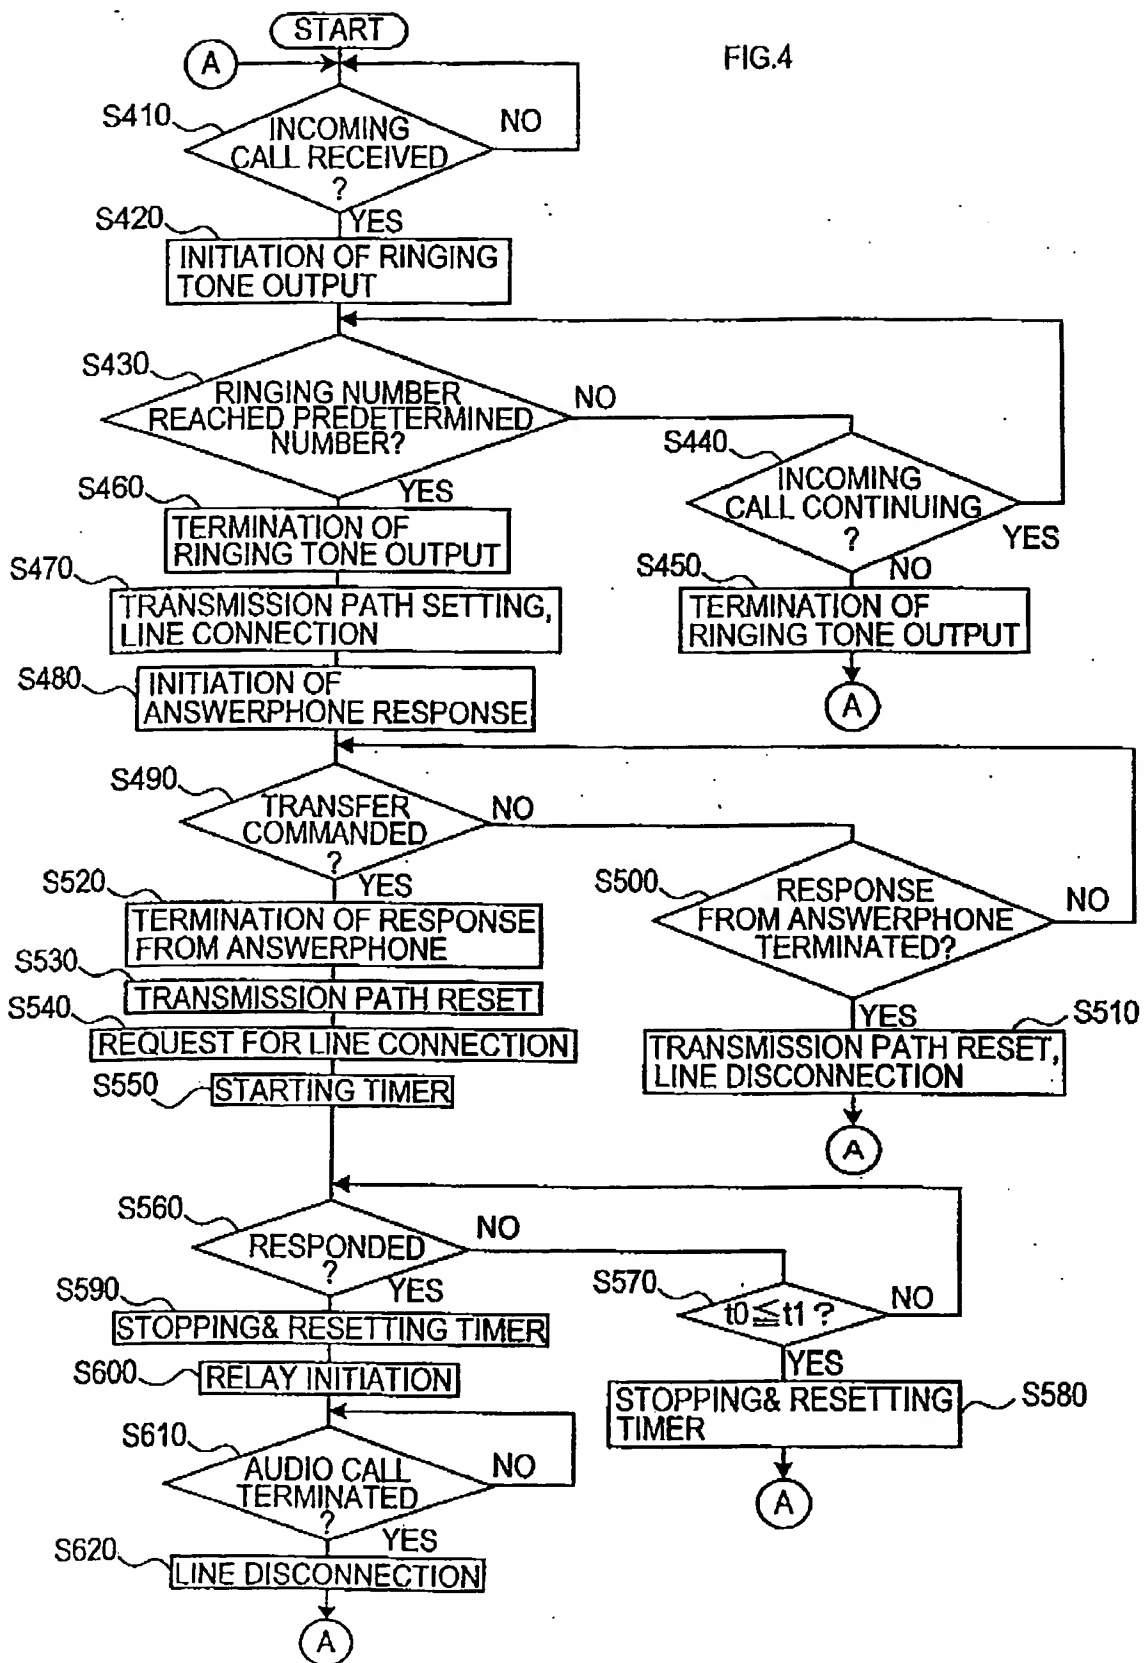 START
A
FIG.4
S410
INCOMING
CALL RECEIVED
?
NO
YES
S420
INITIATION OF RINGING
TONE OUTPUT
S430
RINGING NUMBER
REACHED PREDETERMINED
NUMBER?
NO
YES
S440
INCOMING
CALL CONTINUING
?
YES
NO
S450
TERMINATION OF
RINGING TONE OUTPUT
A
S460
TERMINATION OF
RINGING TONE OUTPUT
S470
TRANSMISSION PATH SETTING,
LINE CONNECTION
S480
INITIATION OF
ANSWERPHONE RESPONSE
S490
TRANSFER
COMMANDED
?
NO
YES
S500
RESPONSE
FROM ANSWERPHONE
TERMINATED?
NO
YES
S510
TRANSMISSION PATH RESET,
LINE DISCONNECTION
A
S520
TERMINATION OF RESPONSE
FROM ANSWERPHONE
S530
TRANSMISSION PATH RESET
S540
REQUEST FOR LINE CONNECTION
S550
STARTING TIMER
S560
RESPONDED
?
NO
YES
S570
t0≦t1 ?
NO
YES
S580
STOPPING& RESETTING
TIMER
A
S590
STOPPING& RESETTING TIMER
S600
RELAY INITIATION
S610
AUDIO CALL
TERMINATED
?
NO
YES
S620
LINE DISCONNECTION
A